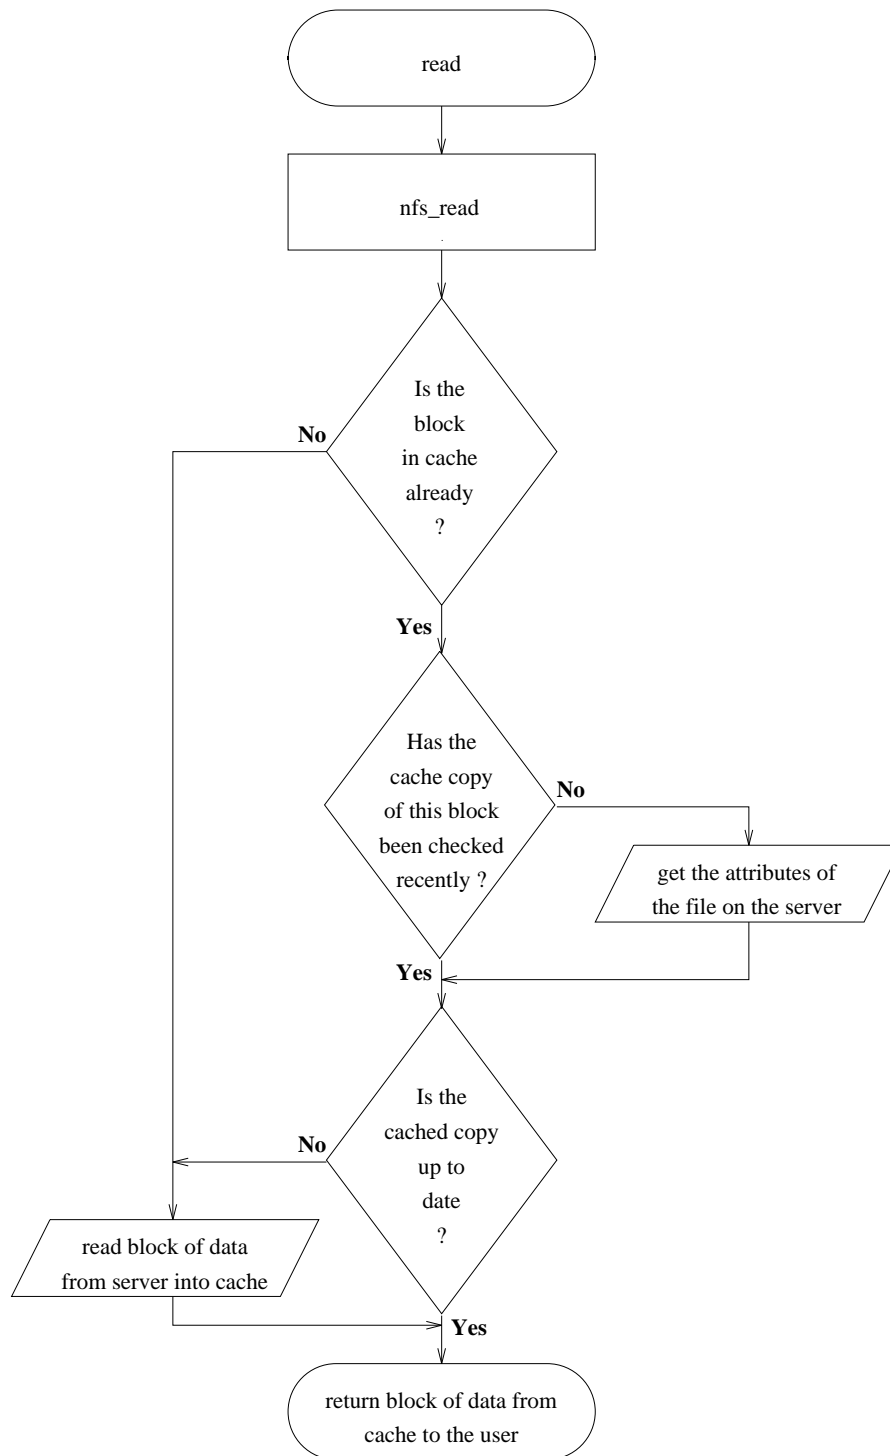 read
nfs_read
Is the
block
No
in cache
already
?
Yes
Has the
cache copy
No
of this block
been checked
recently ?
get the attributes of
the file on the server
Yes
Is the
cached copy
No
up to
date
?
read block of data
from server into cache
Yes
return block of data from
cache to the user